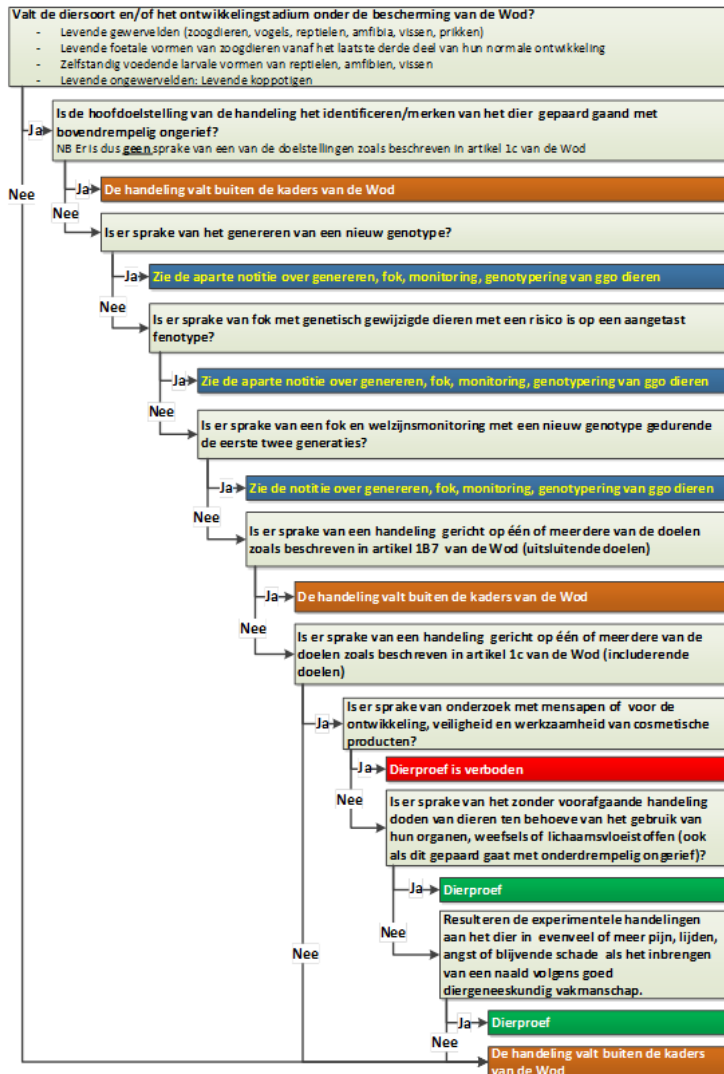 Valt de diersoort en/of het ontwikkelingstadium onder de bescherming van de Wod?
- Levende gewervelden (zoogdieren, vogels, reptielen, amfibia, vissen, prikken)
- Levende foetale vormen van zoogdieren vanaf het laatste derde deel van hun normale ontwikkeling
- Zelfstandig voedende larvale vormen van reptielen, amfibien, vissen
- Levende ongewervelden: Levende koppotigen
Is de hoofdoelstelling van de handeling het identificeren/merken van het dier gepaard gaand met
Ja
bovendrempelig ongerief?
NB Er is dus geen sprake van een van de doelstellingen zoals beschreven in artikel 1c van de Wod
Nee
Ja
De handeling valt buiten de kaders van de Wod
Nee
Is er sprake van het genereren van een nieuw genotype?
Ja
Zie de aparte notitie over genereren, fok, monitoring, genotypering van ggo dieren
Nee
Is er sprake van fok met genetisch gewijzigde dieren met een risico is op een aangetast
fenotype?
Ja
Zie de aparte notitie over genereren, fok, monitoring, genotypering van ggo dieren
Nee
Is er sprake van een fok en welzijnsmonitoring met een nieuw genotype gedurende
de eerste twee generaties?
Ja
Zie de notitie over genereren, fok, monitoring, genotypering van ggo dieren
Nee
Is er sprake van een handeling gericht op één of meerdere van de doelen
zoals beschreven in artikel 1B7 van de Wod (uitsluitende doelen)
Ja
De handeling valt buiten de kaders van de Wod
Nee
Is er sprake van een handeling gericht op één of meerdere van de
doelen zoals beschreven in artikel 1c van de Wod (includerende
doelen)
Is er sprake van onderzoek met mensapen of voor de
Ja
ontwikkeling, veiligheid en werkzaamheid van cosmetische
producten?
Ja
Dierproef is verboden
Nee
Is er sprake van het zonder voorafgaande handeling
doden van dieren ten behoeve van het gebruik van
hun organen, weefsels of lichaamsvloeistoffen (ook
als dit gepaard gaat met onderdrempelig ongerief)?
Ja
Dierproef
Nee
Resulteren de experimentele handelingen
aan het dier in evenveel of meer pijn, lijden,
angst of blijvende schade als het inbrengen
van een naald volgens goed
diergeneeskundig vakmanschap.
Nee
Ja
Dierproef
Nee
De handeling valt buiten de kaders
van de Wod